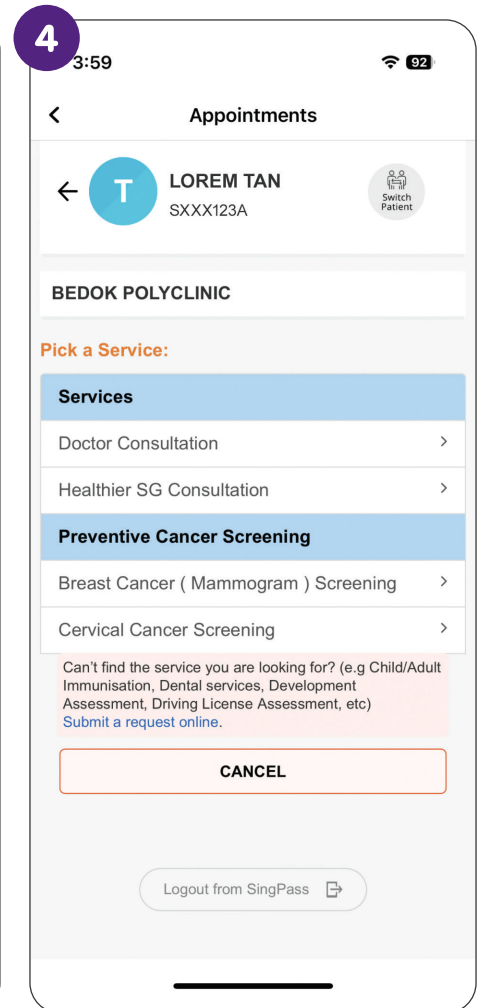 4
3:59
92
Appointments
T
LOREM TAN
SXXX123A
Switch
Patient
BEDOK POLYCLINIC
Pick a Service:
Services
Doctor Consultation
Healthier SG Consultation
Preventive Cancer Screening
Breast Cancer ( Mammogram ) Screening
Cervical Cancer Screening
Can't find the service you are looking for? (e.g Child/Adult
Immunisation, Dental services, Development
Assessment, Driving License Assessment, etc)
Submit a request online.
CANCEL
Logout from SingPass